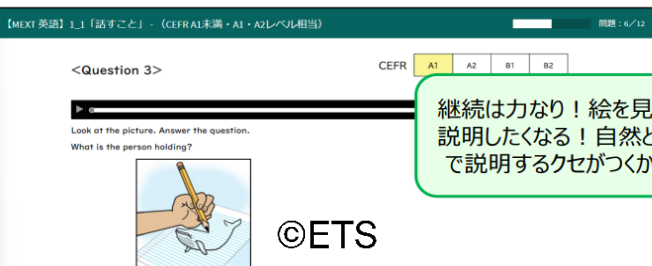 【MEXT 英語】1_1「話すこと」-（CEFR A1未満・A1・A2レベル相当）
問題：6／12
<Question 3>
CEFR A1 A2 B1 B2
継続は力なり！絵を見
説明したくなる！自然と
で説明するクセがつくか
Look at the picture. Answer the question.
What is the person holding?
©ETS